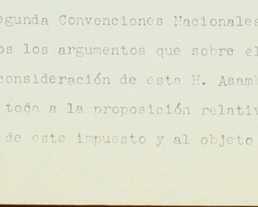 segunda Convenciones Nacionales
os los argumentos que sobre el
consideración de esta H. Asamb
toca a la proposición relativ
de este impuesto y al objeto